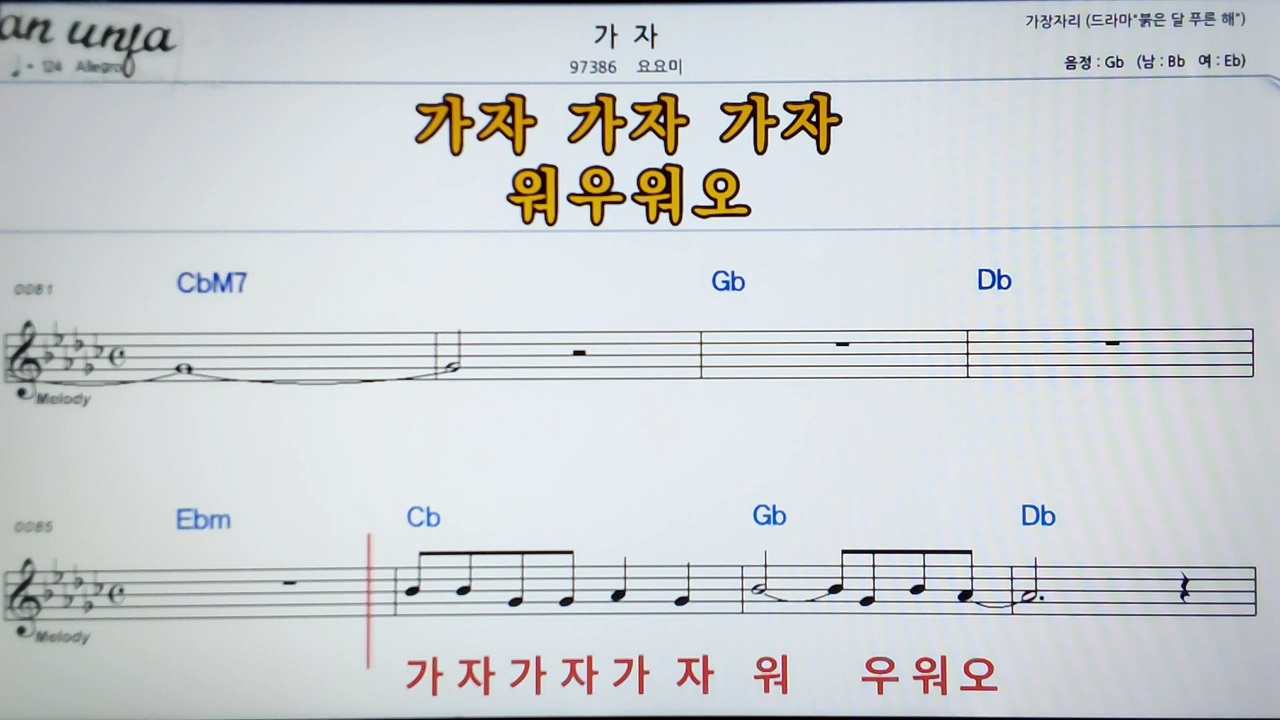 an unja
♩= 124 Allegro
가 자
97386 요요미
가장자리 (드라마"붉은 달 푸른 해")
음정 : Gb (남 : Bb 여 : Eb)
가자 가자 가자
워우워오
0081 CbM7 Gb Db
Melody
0085 Ebm Cb Gb Db
Melody
가 자 가 자 가 자 워 우 워 오